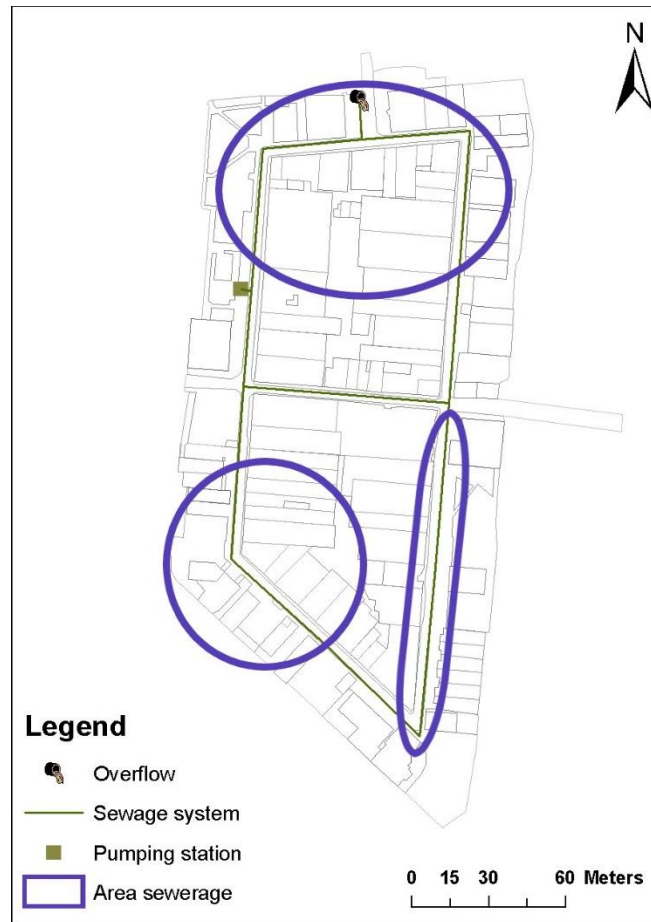 N
Legend
Overflow
Sewage system
Pumping station
Area sewerage
0 15 30 60 Meters